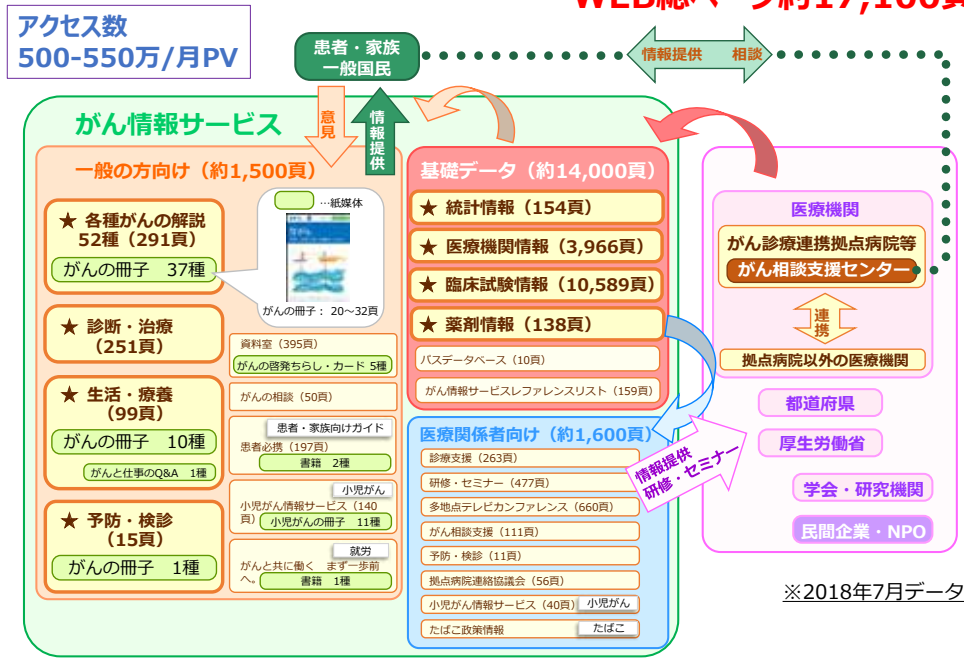 WEB総ページ約17,100頁
アクセス数
500-550万/月PV
患者・家族
一般国民
情報提供 相談
がん情報サービス
意見
情報提供
一般の方向け（約1,500頁）
★ 各種がんの解説
52種（291頁）
がんの冊子 37種
…紙媒体
がんの冊子： 20～32頁
★ 診断・治療
（251頁）
★ 生活・療養
（99頁）
がんの冊子 10種
がんと仕事のQ&A 1種
★ 予防・検診
（15頁）
がんの冊子 1種
資料室（395頁）
がんの啓発ちらし・カード 5種
がんの相談（50頁）
患者・家族向けガイド
患者必携（197頁）
書籍 2種
小児がん
小児がん情報サービス（140
頁）
小児がんの冊子 11種
就労
がんと共に働く まず一歩前
へ。
書籍 1種
基礎データ（約14,000頁）
★ 統計情報（154頁）
★ 医療機関情報（3,966頁）
★ 臨床試験情報（10,589頁）
★ 薬剤情報（138頁）
パスデータベース（10頁）
がん情報サービスレファレンスリスト（159頁）
医療関係者向け（約1,600頁）
診療支援（263頁）
研修・セミナー（477頁）
多地点テレビカンファレンス（660頁）
がん相談支援（111頁）
予防・検診（11頁）
拠点病院連絡協議会（56頁）
小児がん情報サービス（40頁）
小児がん
たばこ政策情報
たばこ
情報提供
研修・セミナー
医療機関
がん診療連携拠点病院等
がん相談支援センター
連携
拠点病院以外の医療機関
都道府県
厚生労働省
学会・研究機関
民間企業・NPO
※2018年7月データ